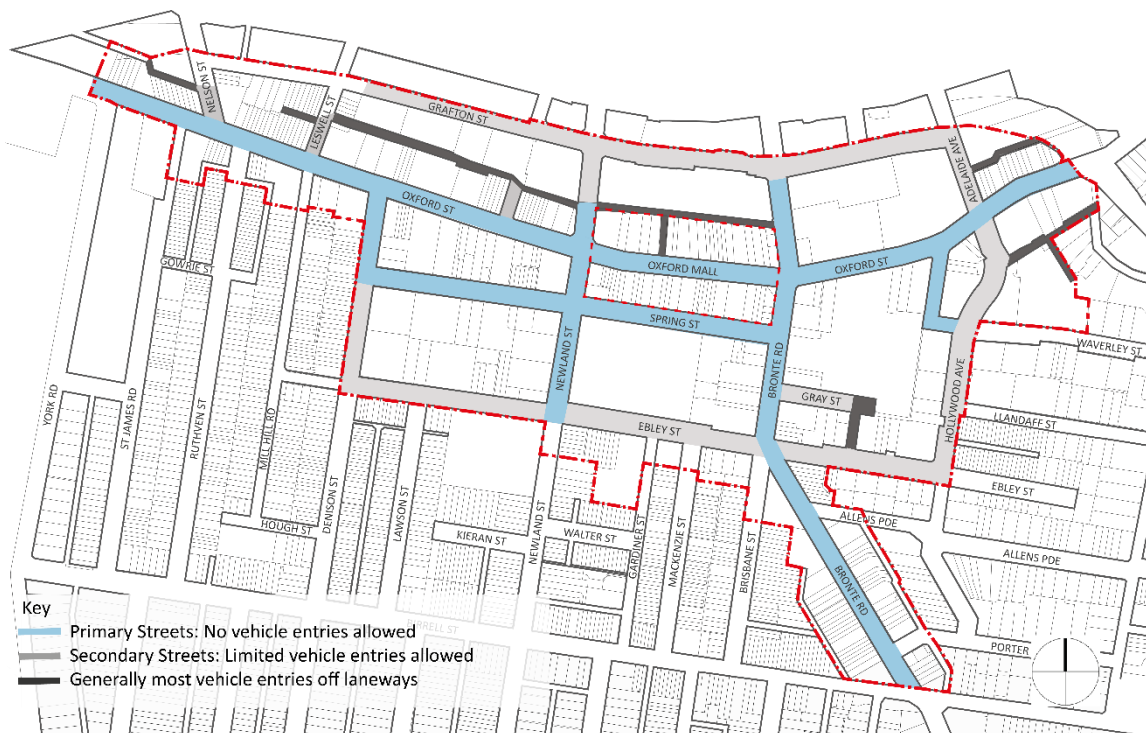 NELSON ST
LESWELL ST
GRAFTON ST
ADELAIDE AVE
OXFORD ST
OXFORD MALL
OXFORD ST
GOWRIE ST
SPRING ST
NEWLAND ST
BRONTE RD
WAVERLEY ST
HOLLYWOOD AVE
GRAY ST
LLANDAFF ST
YORK RD
ST JAMES RD
RUTHVEN ST
MILL HILL RD
EBLEY ST
EBLEY ST
DENISON ST
LAWSON ST
HOUGH ST
KIERAN ST
NEWLAND ST
WALTER ST
GARDINER ST
MACKENZIE ST
BRISBANE ST
ALLENS PDE
ALLENS PDE
BRONTE RD
PORTER
Key
Primary Streets: No vehicle entries allowed
Secondary Streets: Limited vehicle entries allowed
Generally most vehicle entries off laneways